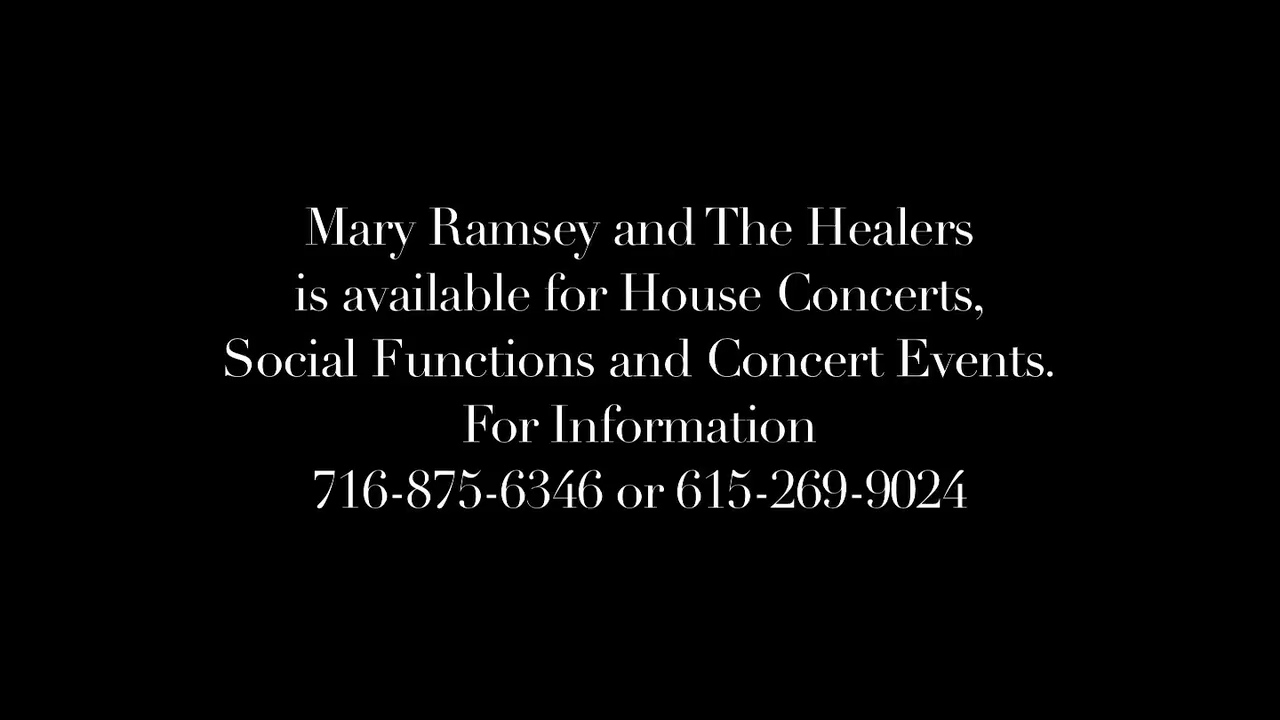 Mary Ramsey and The Healers
is available for House Concerts,
Social Functions and Concert Events.
For Information
716-875-6346 or 615-269-9024